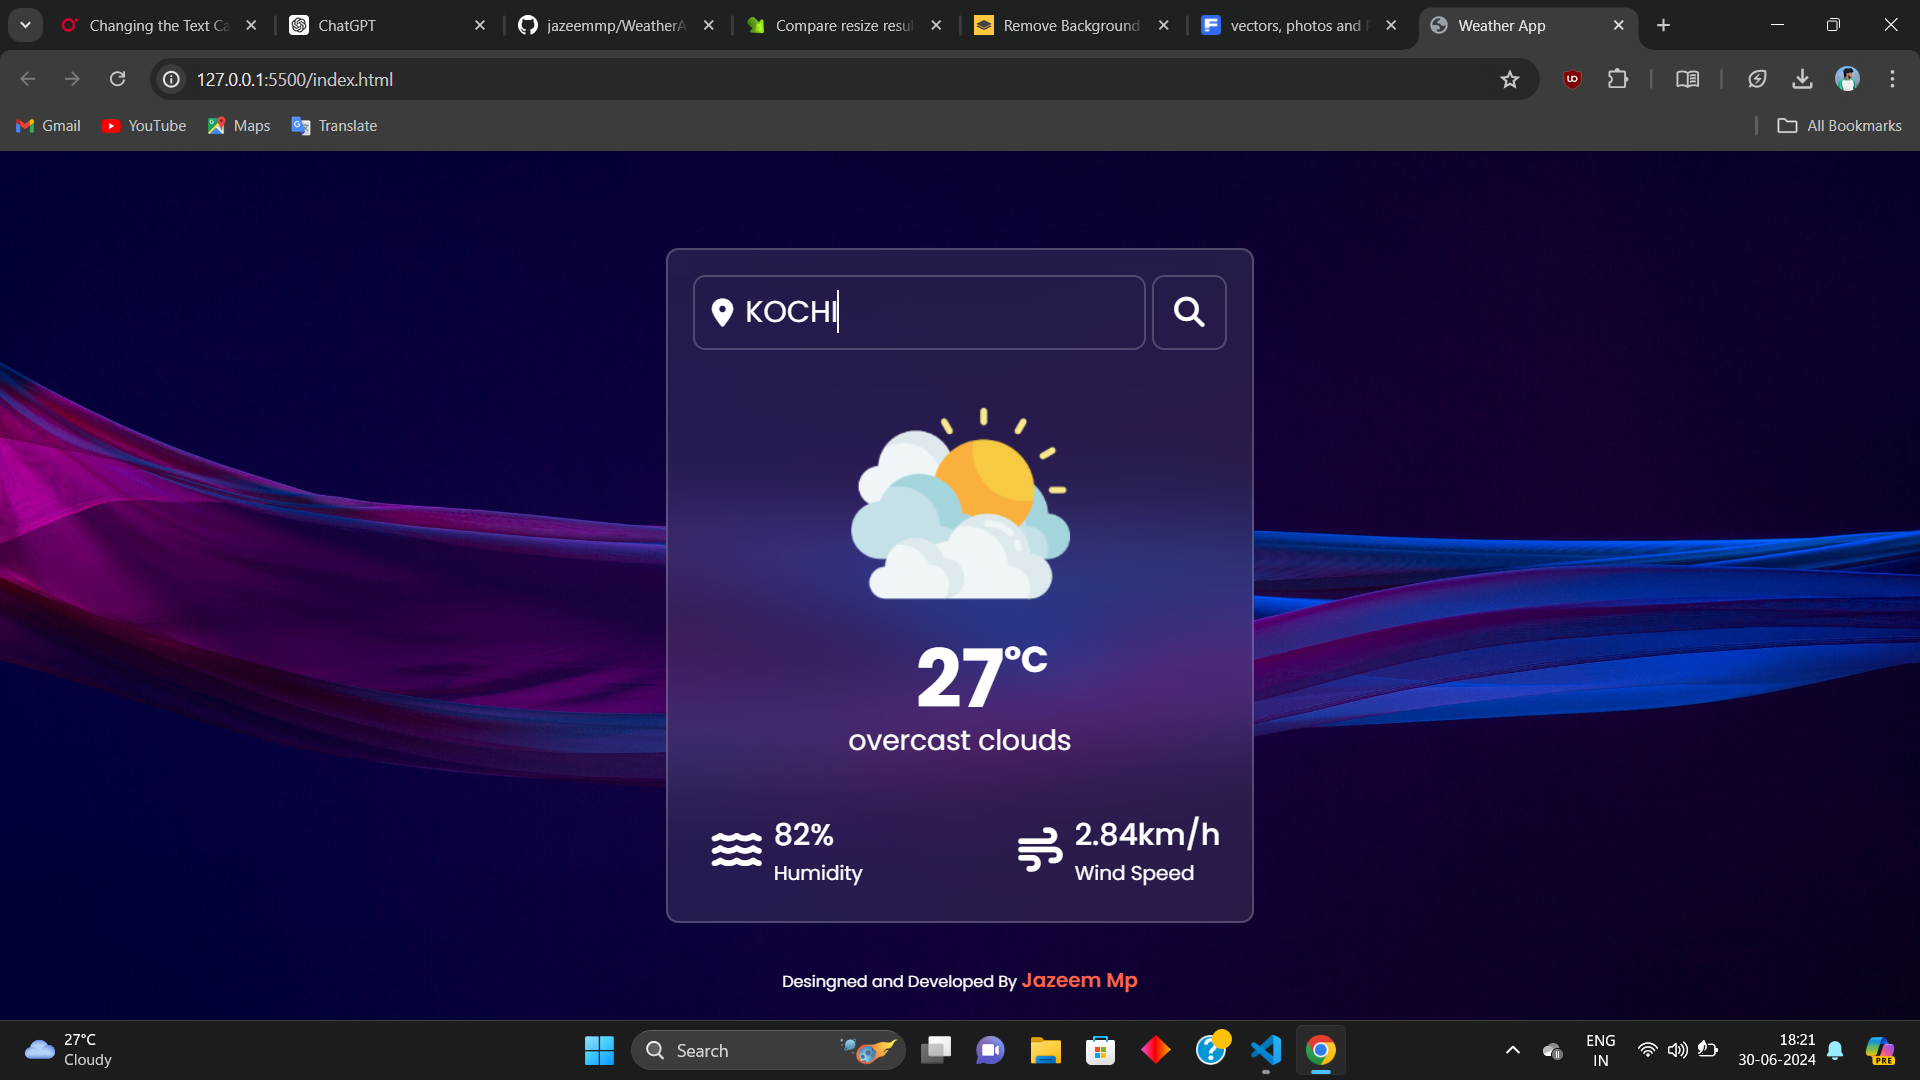 Changing the Text Ca
ChatGPT
jazeemmp/WeatherA
Compare resize resul
Remove Background
vectors, photos and
Weather App
127.0.0.1:5500/index.html
Gmail
YouTube
Maps
Translate
All Bookmarks
KOCHI
27°C
overcast clouds
82%
Humidity
2.84km/h
Wind Speed
Desingned and Developed By Jazeem Mp
27°C
Cloudy
Search
ENG
IN
18:21
30-06-2024
PRE